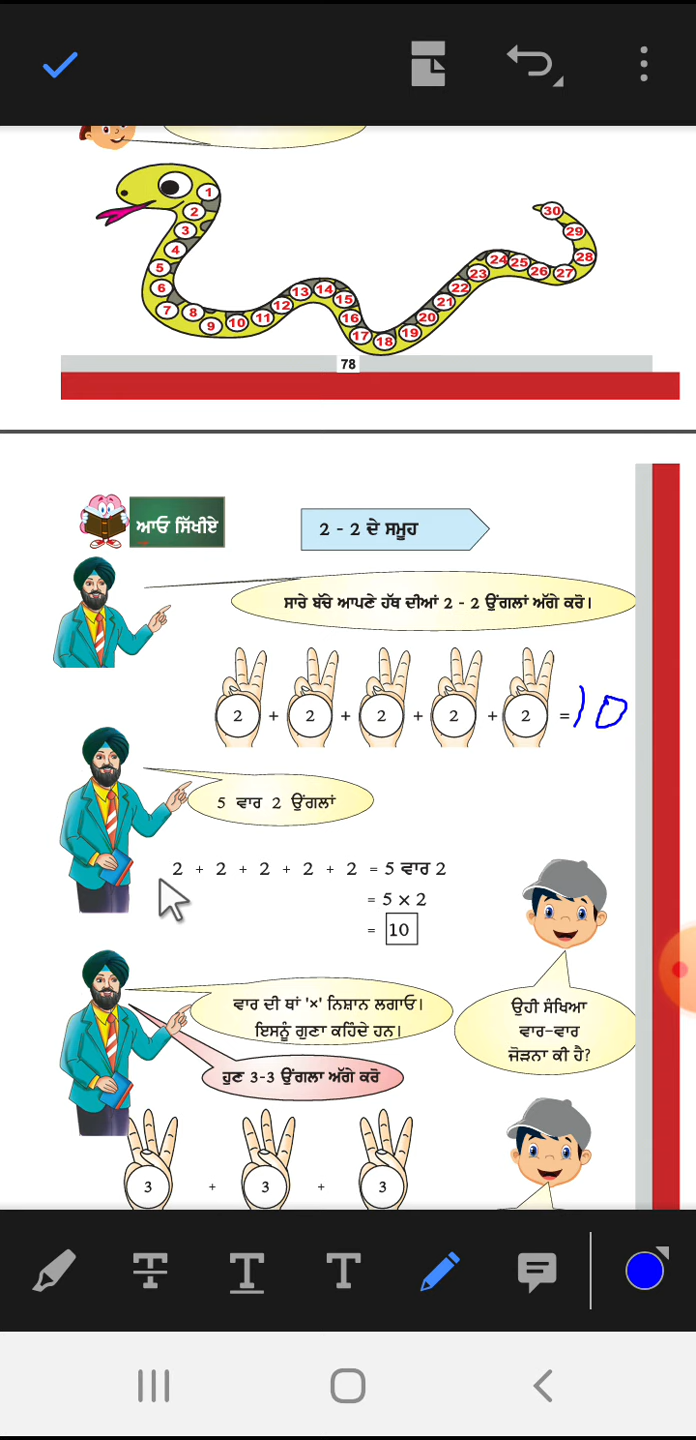 1
2
3
4
5
6
7
8
9
10
11
12
13
14
15
16
17
18
19
20
21
22
23
24
25
26
27
28
29
30
78
ਆਓ ਸਿੱਖੀਏ
2 - 2 ਦੇ ਸਮੂਹ
ਸਾਰੇ ਬੱਚੇ ਆਪਣੇ ਹੱਥ ਦੀਆਂ 2 - 2 ਉਂਗਲਾਂ ਅੱਗੇ ਕਰੋ।
2 + 2 + 2 + 2 + 2 = 10
5 ਵਾਰ 2 ਉਂਗਲਾਂ
2 + 2 + 2 + 2 + 2 = 5 ਵਾਰ 2
= 5 × 2
= 10
ਵਾਰ ਦੀ ਥਾਂ '×' ਨਿਸ਼ਾਨ ਲਗਾਓ।
ਇਸਨੂੰ ਗੁਣਾ ਕਹਿੰਦੇ ਹਨ।
ਉਹੀ ਸੰਖਿਆ
ਵਾਰ-ਵਾਰ
ਜੋੜਨਾ ਕੀ ਹੈ?
ਹੁਣ 3-3 ਉਂਗਲਾ ਅੱਗੇ ਕਰੋ
3 + 3 + 3